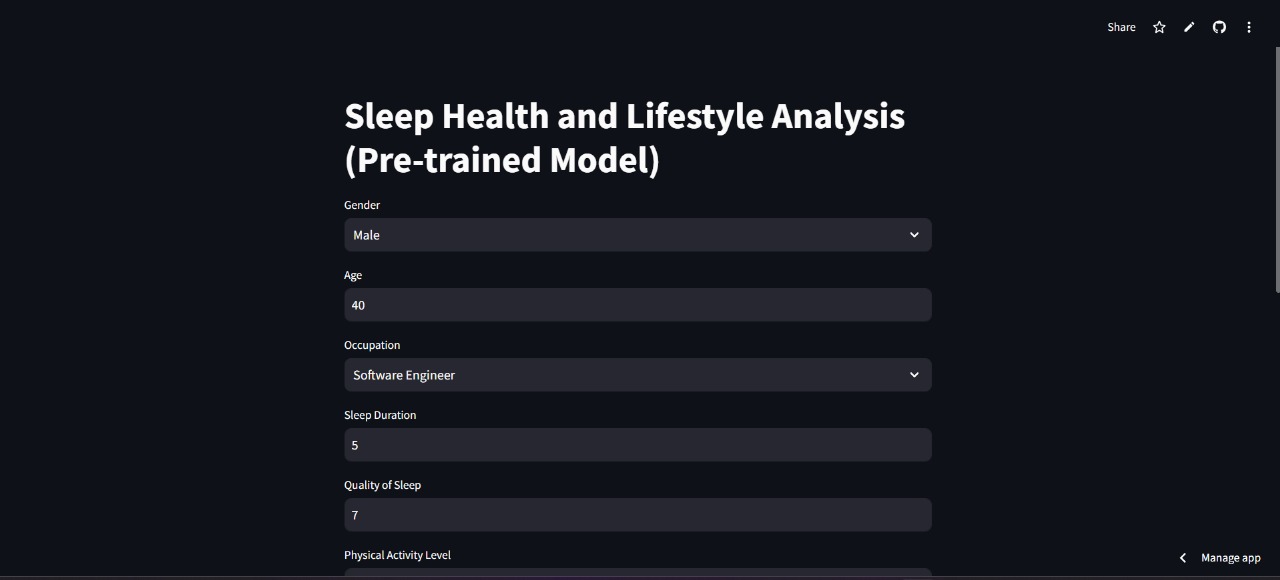 Share
Sleep Health and Lifestyle Analysis
(Pre-trained Model)
Gender
Male
Age
40
Occupation
Software Engineer
Sleep Duration
5
Quality of Sleep
7
Physical Activity Level
Manage app